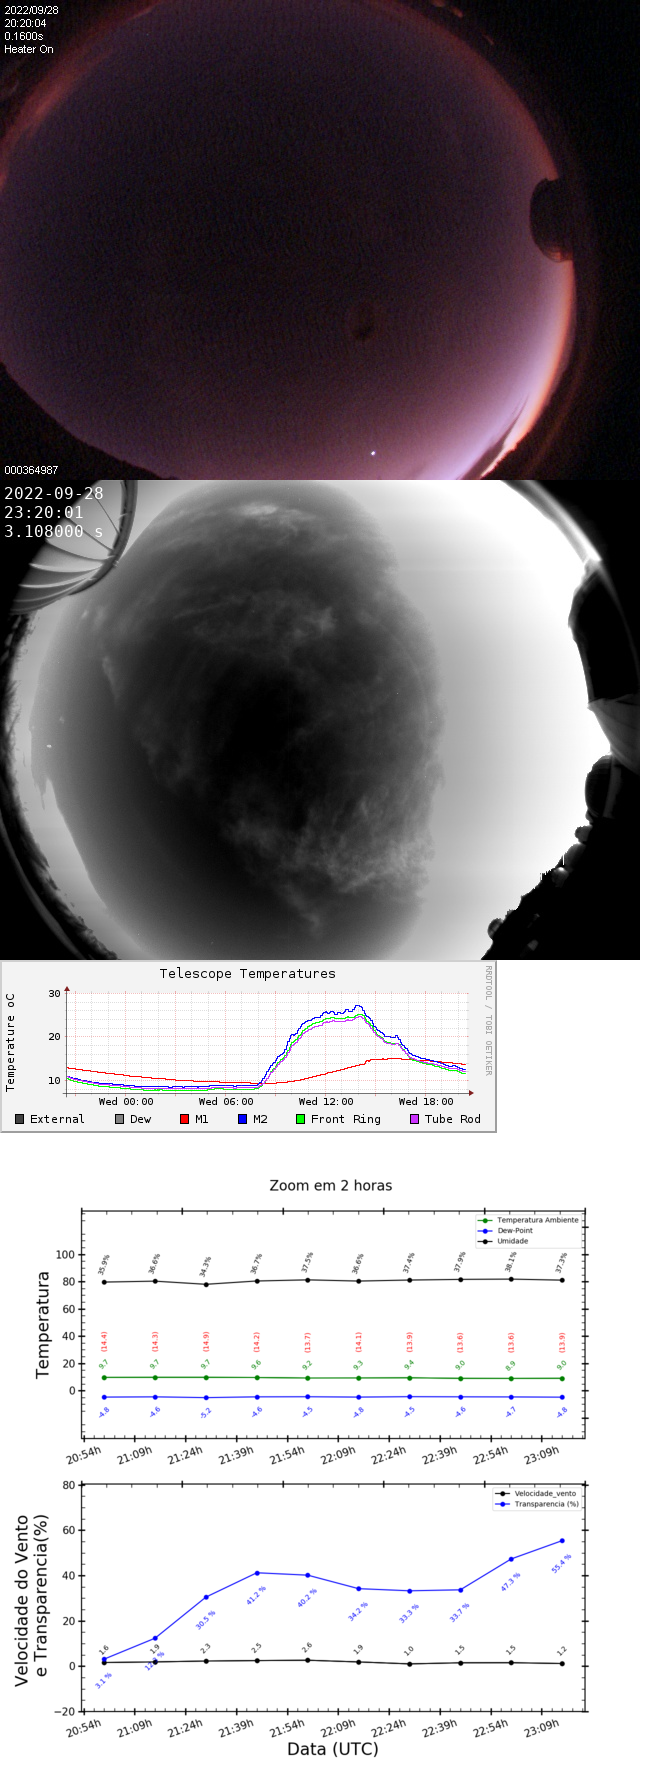 2022/09/28
20:20:04
0.1600s
Heater On
000364987
2022-09-28
23:20:01
3.108000 s
Telescope Temperatures
RRDTOOL / TOBI OETIKER
Temperature oC
30
20
10
Wed 00:00 Wed 06:00 Wed 12:00 Wed 18:00
External Dew M1 M2 Front Ring Tube Rod
Zoom em 2 horas
Temperatura Ambiente
Dew-Point
Umidade
Temperatura
100
80
60
40
20
0
35.9% 36.6% 34.3% 36.7% 37.5% 36.6% 37.4% 37.9% 38.1% 37.3%
(14.4) (14.3) (14.9) (14.2) (13.7) (14.1) (13.9) (13.6) (13.6) (13.9)
9.7 9.7 9.7 9.6 9.2 9.3 9.4 9.0 8.9 9.0
-4.8 -4.6 -5.2 -4.6 -4.5 -4.8 -4.5 -4.6 -4.7 -4.8
20:54h 21:09h 21:24h 21:39h 21:54h 22:09h 22:24h 22:39h 22:54h 23:09h
Velocidade_vento
Transparencia (%)
Velocidade do Vento
e Transparencia(%)
80
60
40
20
0
−20
1.6 1.9 2.3 2.5 2.6 1.9 1.0 1.5 1.5 1.2
3.1 % 30.5 % 41.2 % 40.2 % 34.2 % 33.3 % 33.7 % 47.3 % 55.4 %
20:54h 21:09h 21:24h 21:39h 21:54h 22:09h 22:24h 22:39h 22:54h 23:09h
Data (UTC)